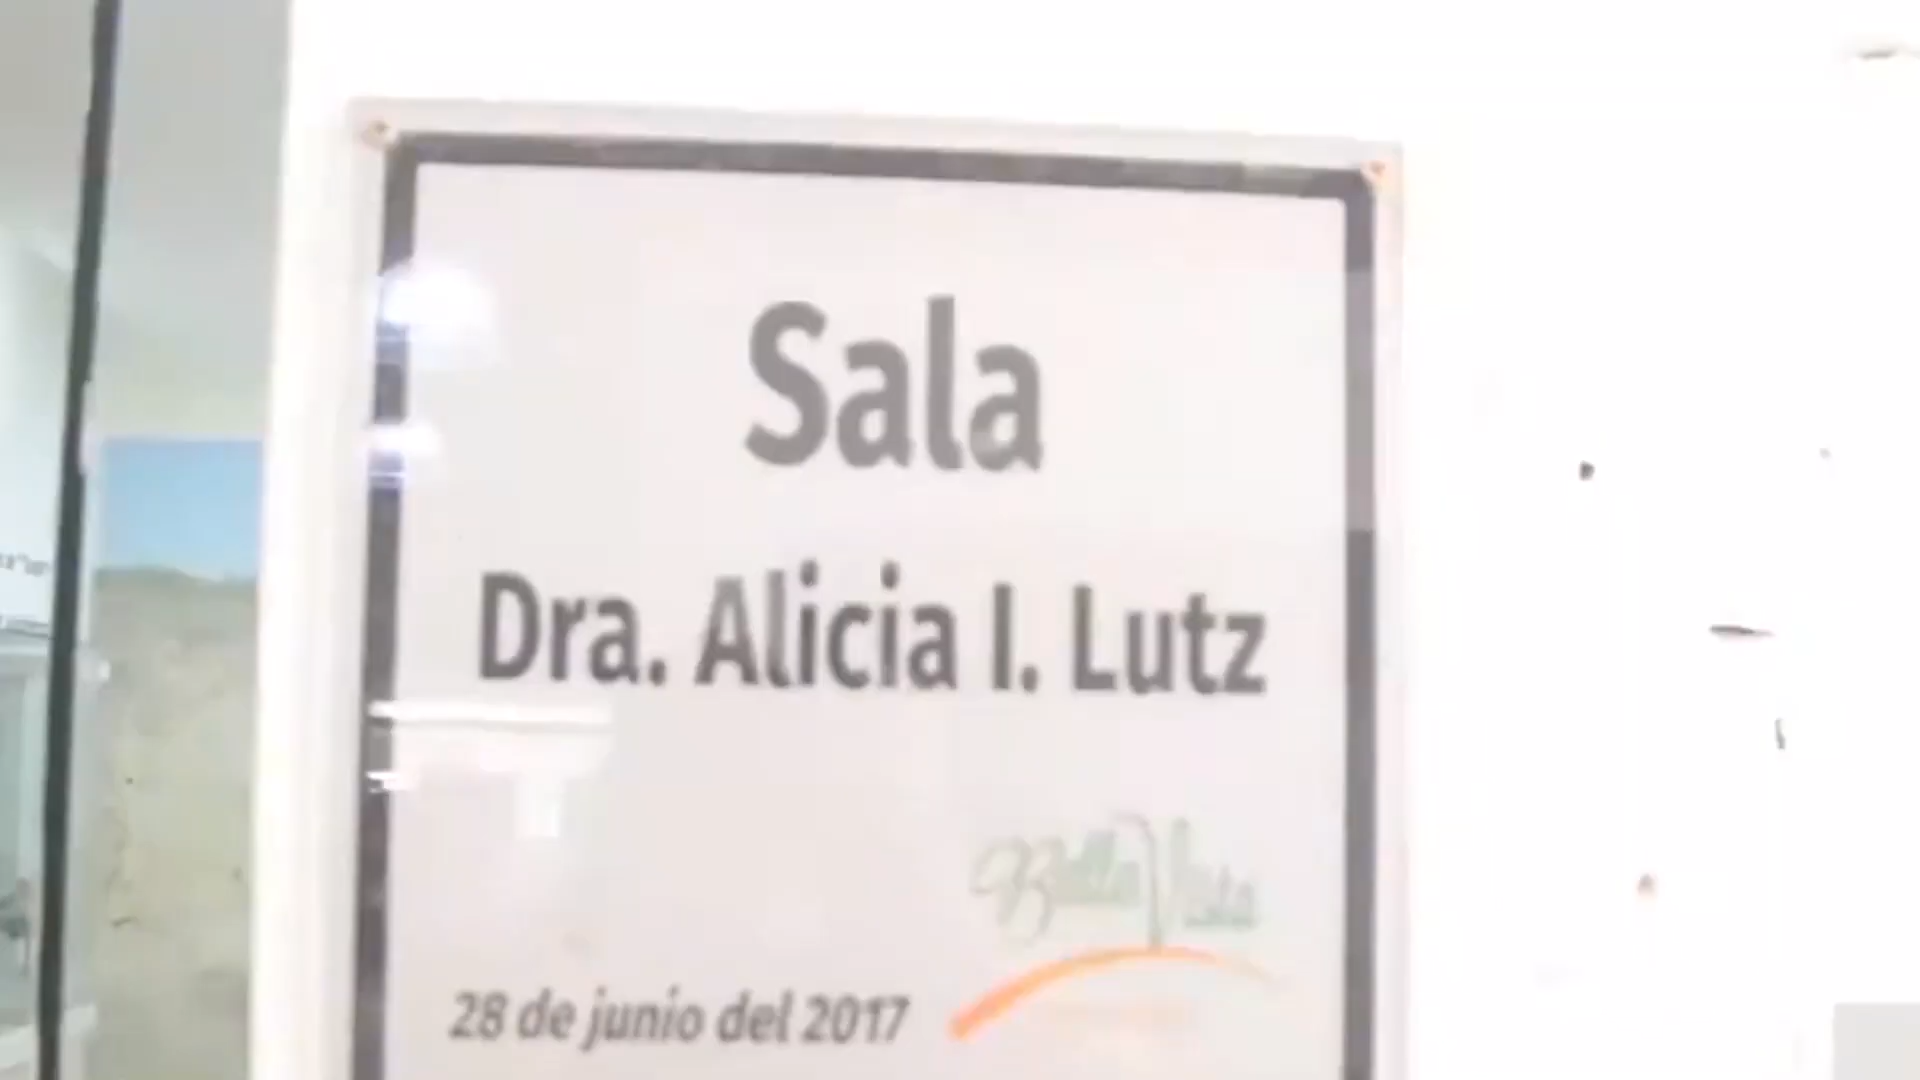 Sala
Dra. Alicia I. Lutz
Bella Vista
28 de junio del 2017